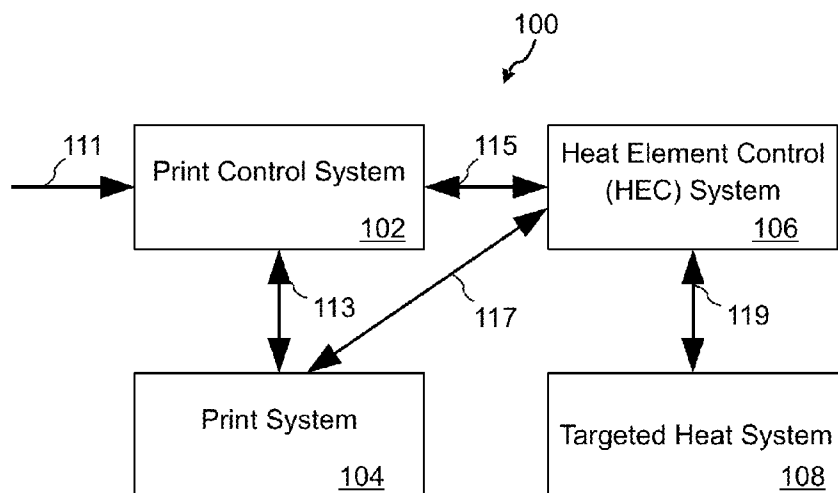 100
111
Print Control System
102
115
Heat Element Control
(HEC) System
106
113
117
119
Print System
104
Targeted Heat System
108